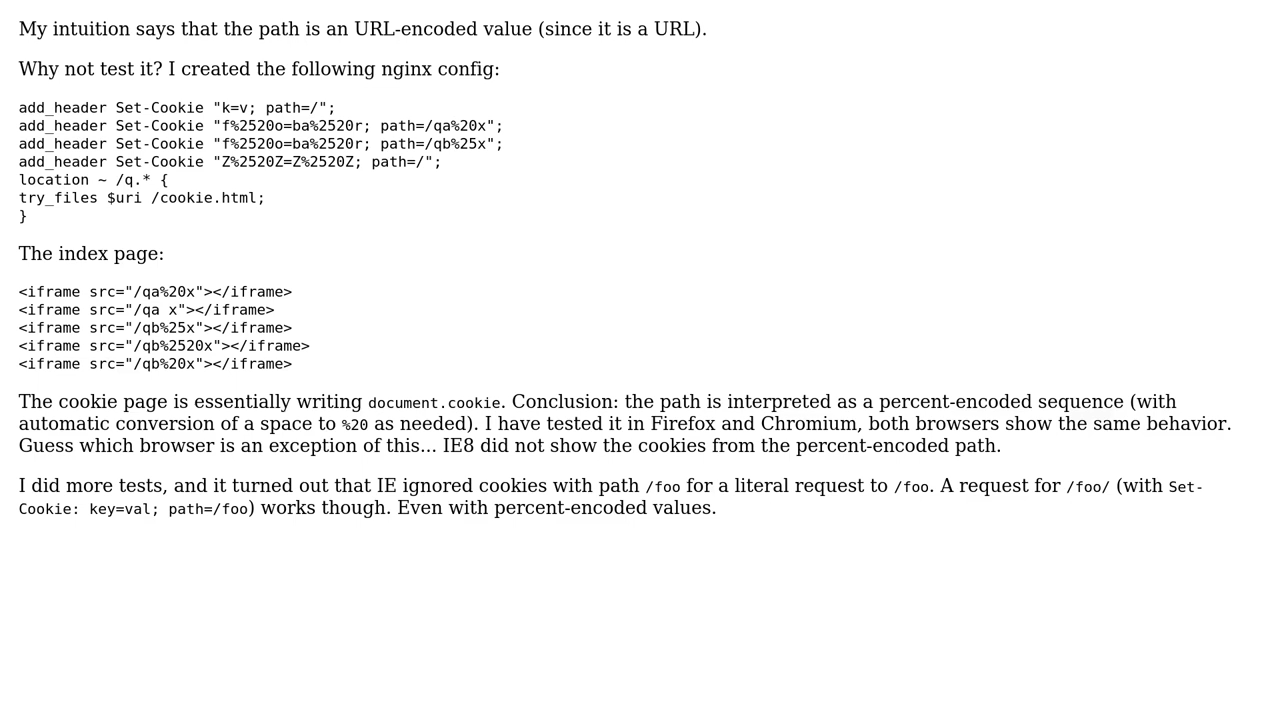 My intuition says that the path is an URL-encoded value (since it is a URL).
Why not test it? I created the following nginx config:
add_header Set-Cookie "k=v; path=/";
add_header Set-Cookie "f%2520o=ba%2520r; path=/qa%20x";
add_header Set-Cookie "f%2520o=ba%2520r; path=/qb%25x";
add_header Set-Cookie "Z%2520Z=Z%2520Z; path=/";
location ~ /q.* {
try_files $uri /cookie.html;
}
The index page:
<iframe src="/qa%20x"></iframe>
<iframe src="/qa x"></iframe>
<iframe src="/qb%25x"></iframe>
<iframe src="/qb%2520x"></iframe>
<iframe src="/qb%20x"></iframe>
The cookie page is essentially writing document.cookie. Conclusion: the path is interpreted as a percent-encoded sequence (with
automatic conversion of a space to %20 as needed). I have tested it in Firefox and Chromium, both browsers show the same behavior.
Guess which browser is an exception of this... IE8 did not show the cookies from the percent-encoded path.
I did more tests, and it turned out that IE ignored cookies with path /foo for a literal request to /foo. A request for /foo/ (with Set-
Cookie: key=val; path=/foo) works though. Even with percent-encoded values.